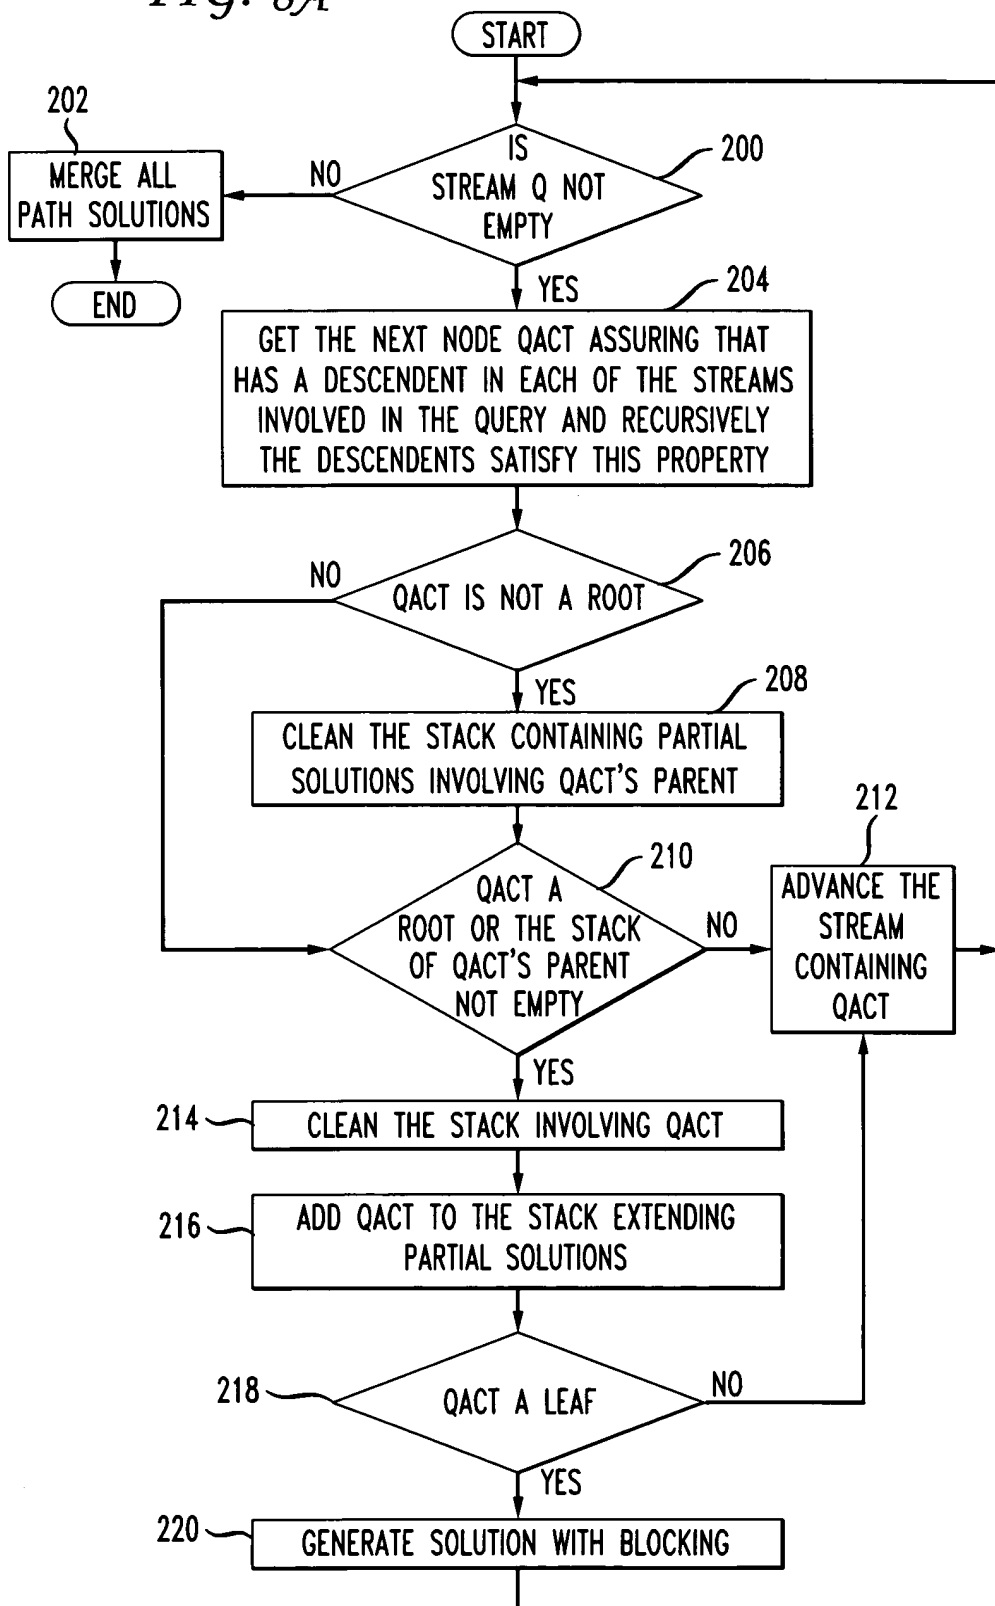 FIG. 8A
START
202
MERGE ALL
PATH SOLUTIONS
NO
IS
STREAM Q NOT
EMPTY
200
END
YES
204
GET THE NEXT NODE QACT ASSURING THAT
HAS A DESCENDENT IN EACH OF THE STREAMS
INVOLVED IN THE QUERY AND RECURSIVELY
THE DESCENDENTS SATISFY THIS PROPERTY
NO
QACT IS NOT A ROOT
206
YES
208
CLEAN THE STACK CONTAINING PARTIAL
SOLUTIONS INVOLVING QACT'S PARENT
210
QACT A
ROOT OR THE STACK
OF QACT'S PARENT
NOT EMPTY
NO
212
ADVANCE THE
STREAM
CONTAINING
QACT
YES
214
CLEAN THE STACK INVOLVING QACT
216
ADD QACT TO THE STACK EXTENDING
PARTIAL SOLUTIONS
218
QACT A LEAF
NO
YES
220
GENERATE SOLUTION WITH BLOCKING